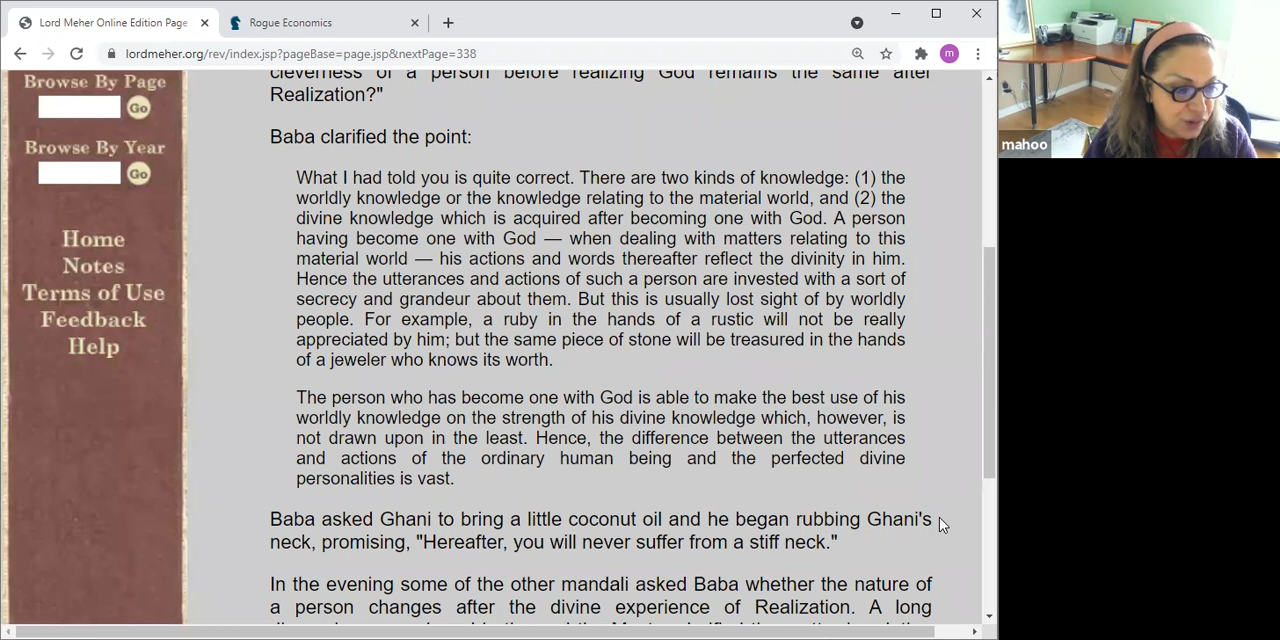 Lord Meher Online Edition Page
Rogue Economics
lordmeher.org/rev/index.jsp?pageBase=page.jsp&nextPage=338
m
Browse By Page
Go
Browse By Year
Go
Home
Notes
Terms of Use
Feedback
Help
cleverness of a person before realizing God remains the same after
Realization?"
Baba clarified the point:
What I had told you is quite correct. There are two kinds of knowledge: (1) the
worldly knowledge or the knowledge relating to the material world, and (2) the
divine knowledge which is acquired after becoming one with God. A person
having become one with God — when dealing with matters relating to this
material world — his actions and words thereafter reflect the divinity in him.
Hence the utterances and actions of such a person are invested with a sort of
secrecy and grandeur about them. But this is usually lost sight of by worldly
people. For example, a ruby in the hands of a rustic will not be really
appreciated by him; but the same piece of stone will be treasured in the hands
of a jeweler who knows its worth.
The person who has become one with God is able to make the best use of his
worldly knowledge on the strength of his divine knowledge which, however, is
not drawn upon in the least. Hence, the difference between the utterances
and actions of the ordinary human being and the perfected divine
personalities is vast.
Baba asked Ghani to bring a little coconut oil and he began rubbing Ghani's
neck, promising, "Hereafter, you will never suffer from a stiff neck."
In the evening some of the other mandali asked Baba whether the nature of
a person changes after the divine experience of Realization. A long
mahoo